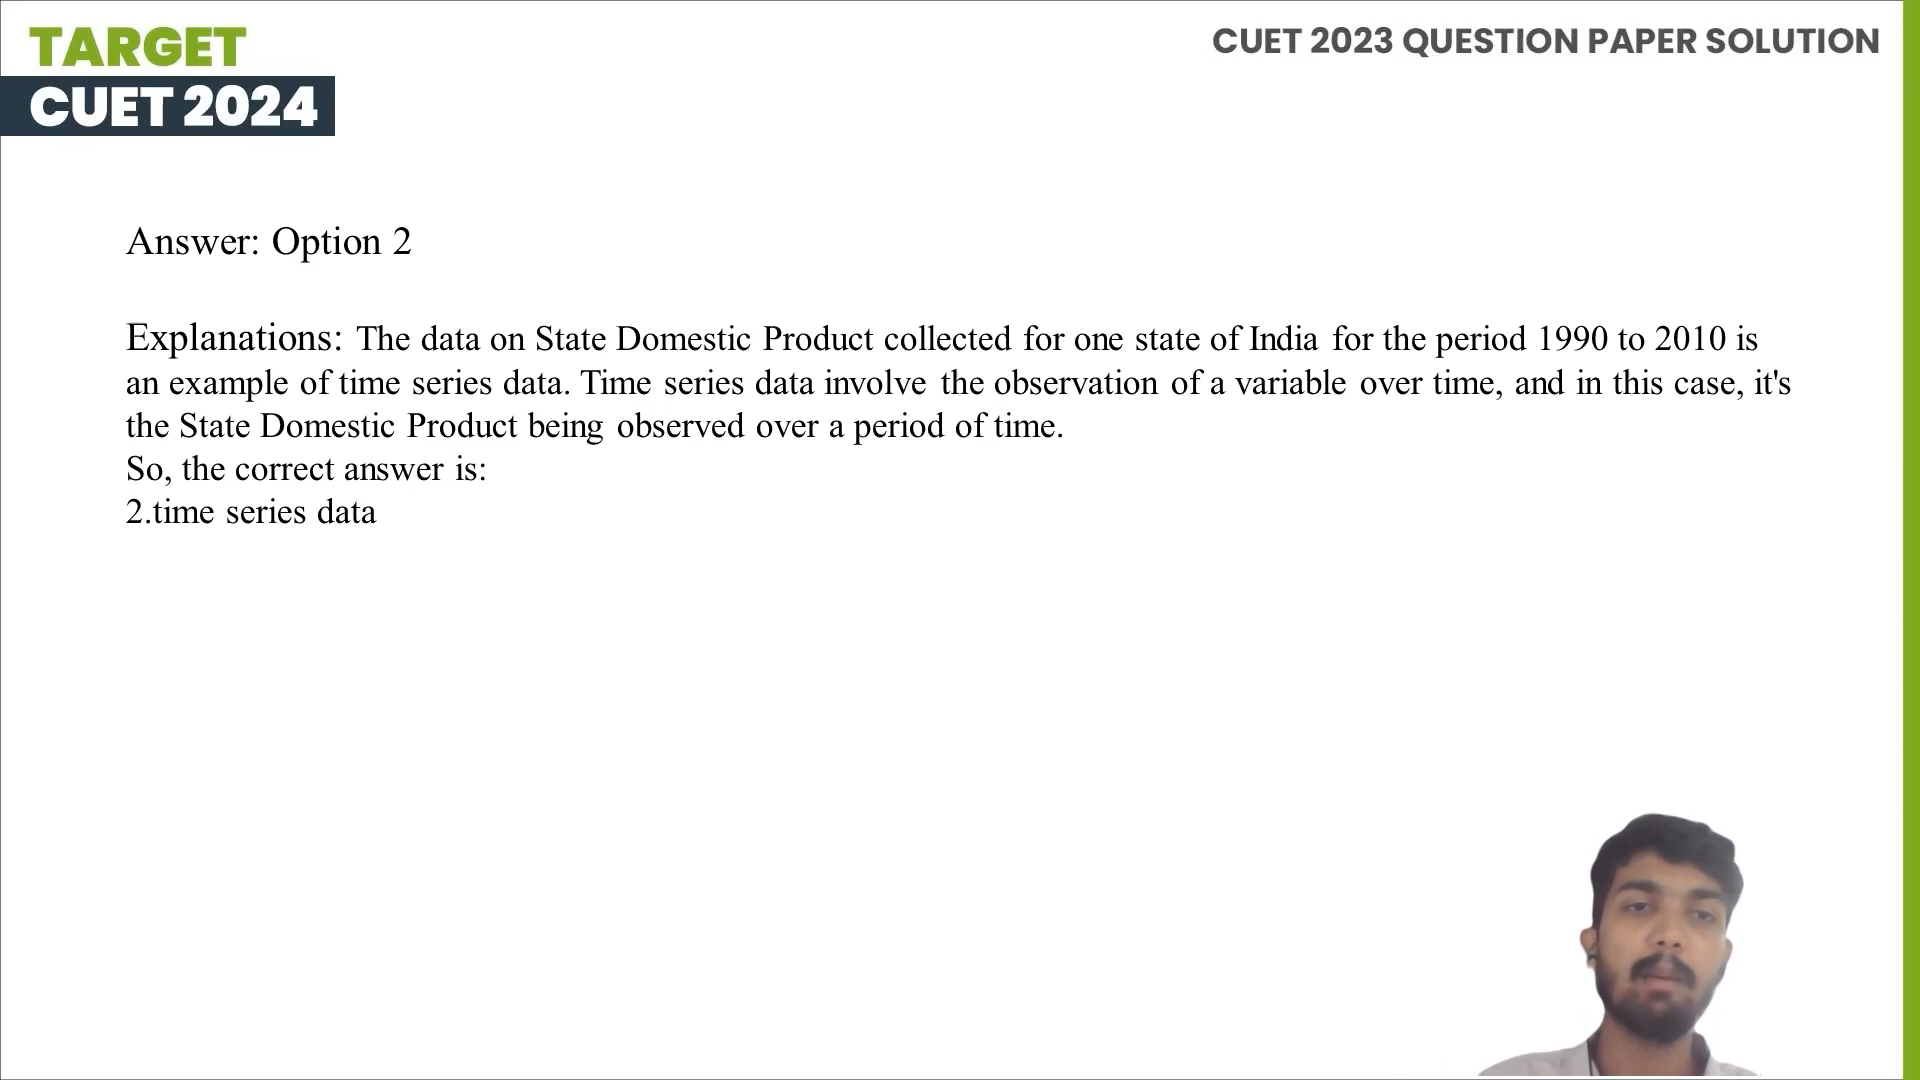 TARGET
CUET 2024
CUET 2023 QUESTION PAPER SOLUTION
Answer: Option 2
Explanations: The data on State Domestic Product collected for one state of India for the period 1990 to 2010 is
an example of time series data. Time series data involve the observation of a variable over time, and in this case, it's
the State Domestic Product being observed over a period of time.
So, the correct answer is:
2.time series data